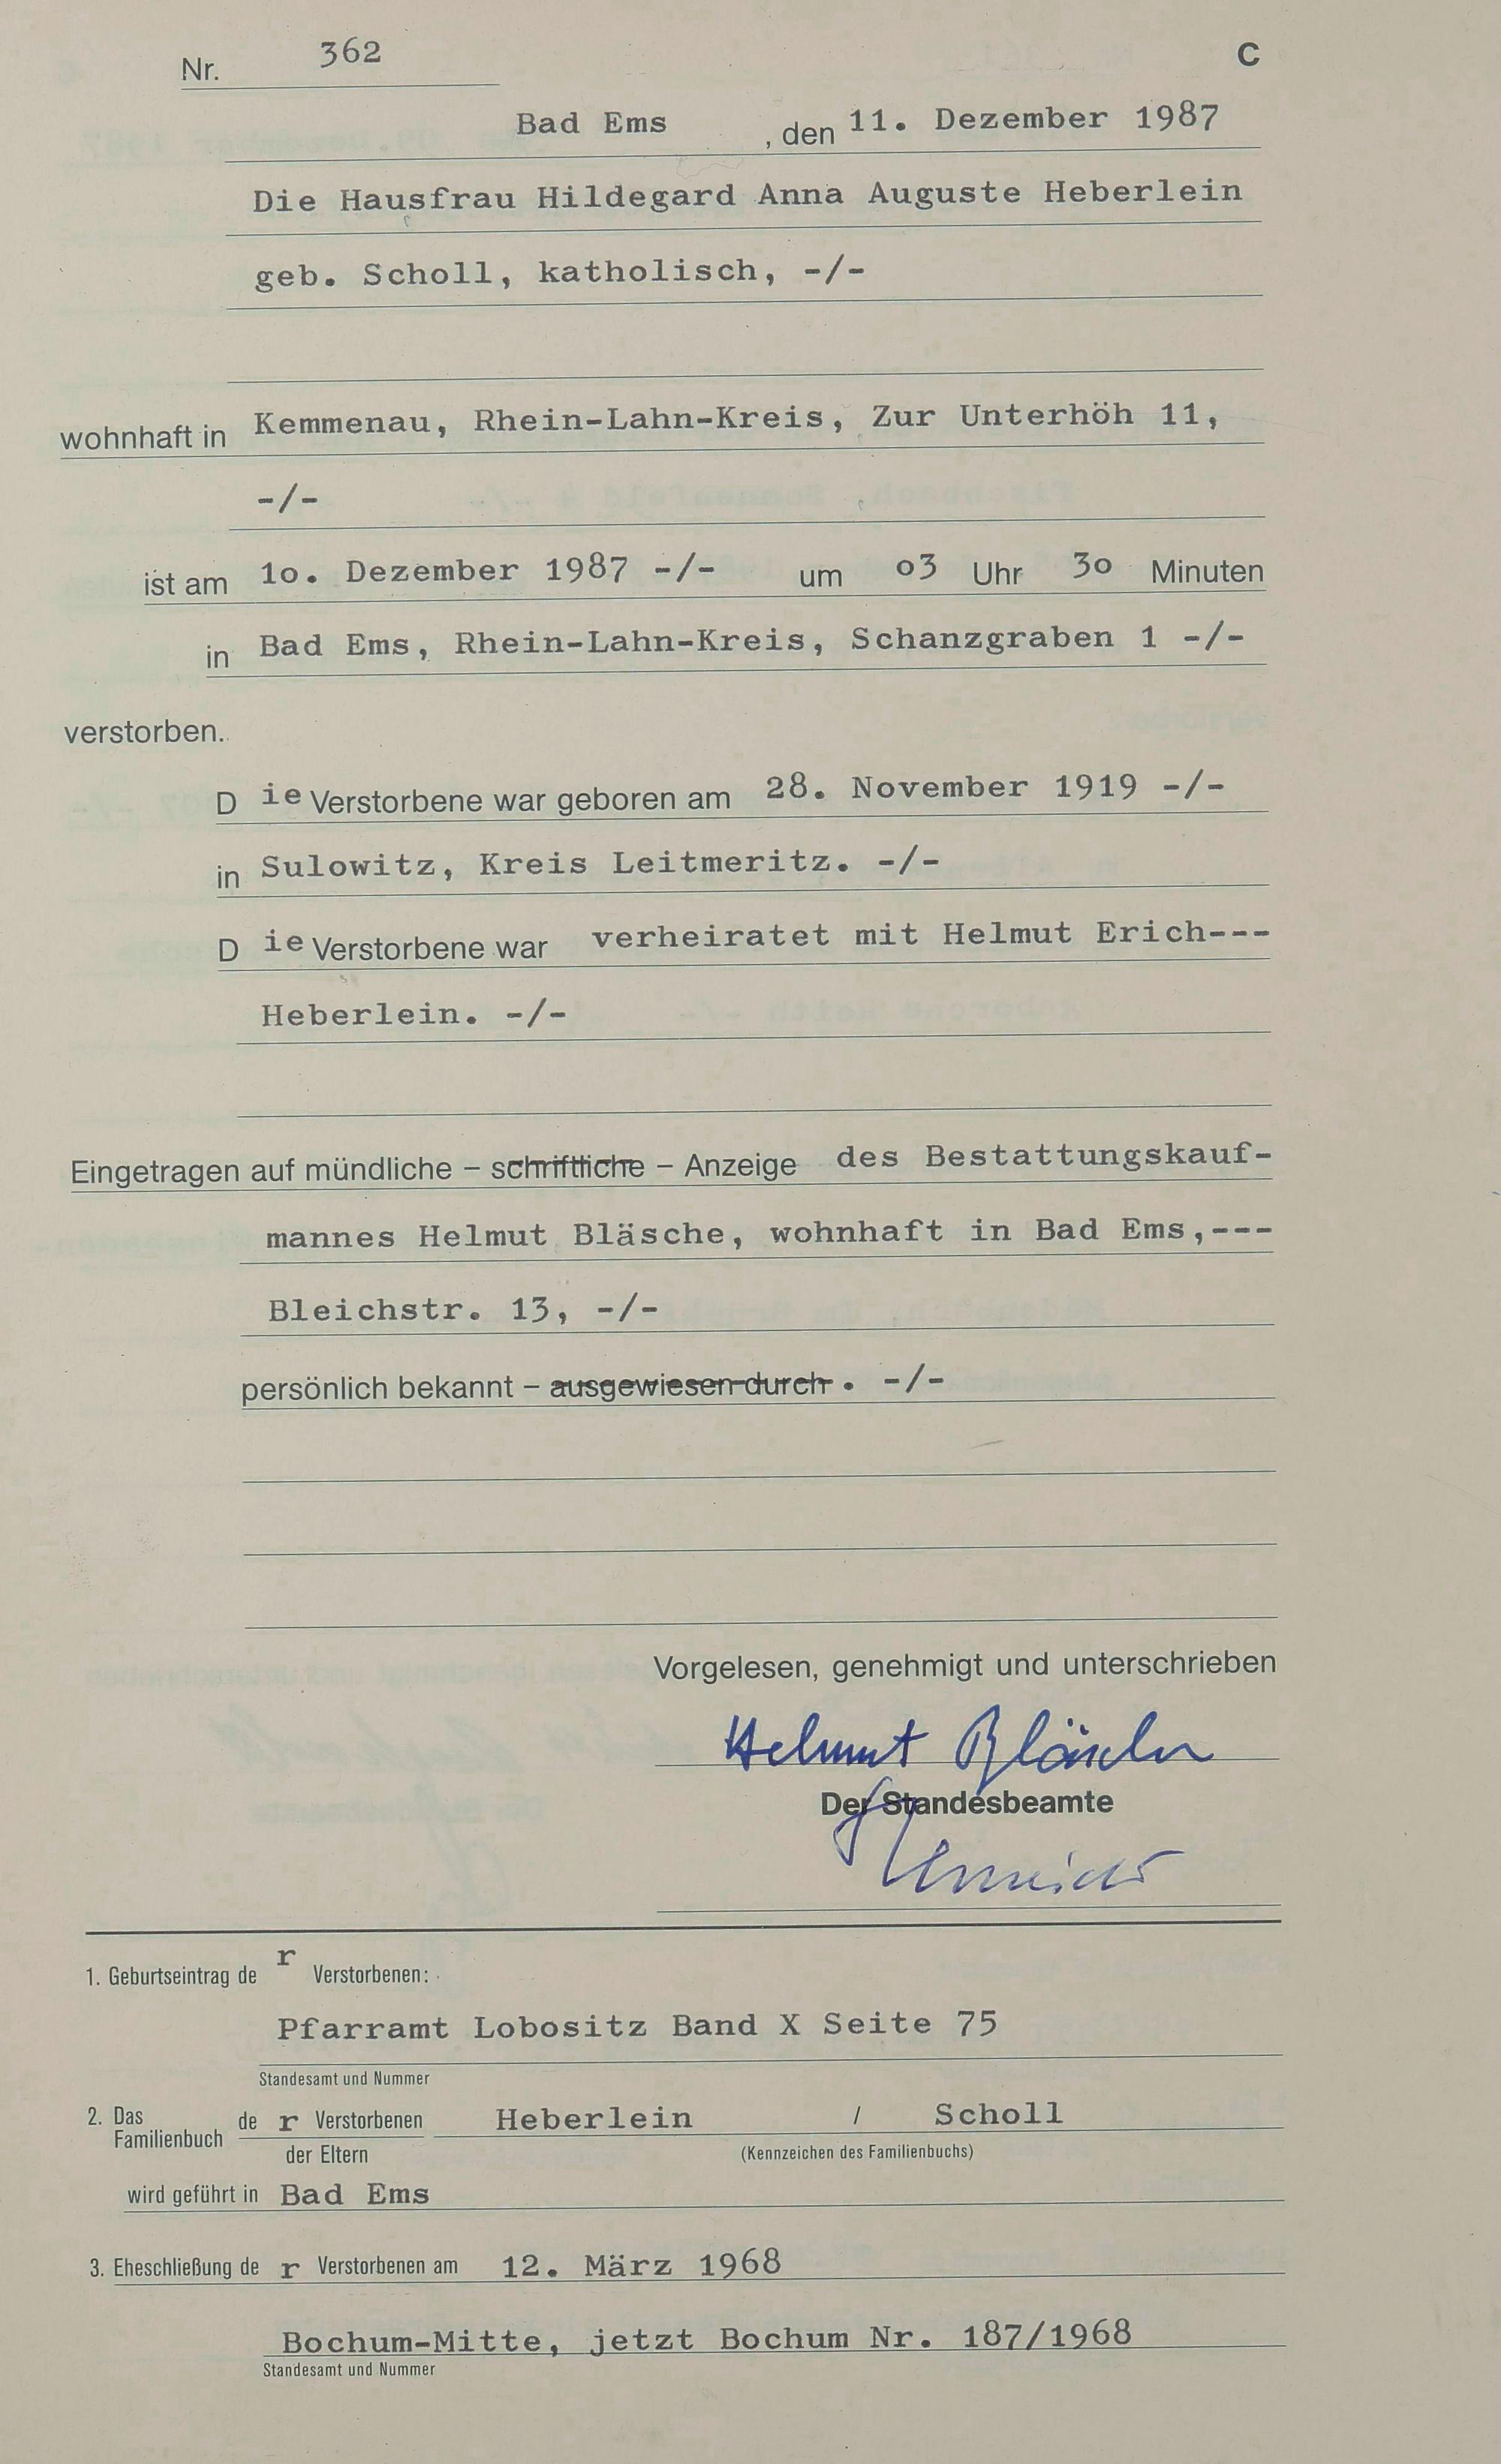 Nr. 362 C
Bad Ems , den 11. Dezember 1987
Die Hausfrau Hildegard Anna Auguste Heberlein
geb. Scholl, katholisch, -/-
wohnhaft in Kemmenau, Rhein-Lahn-Kreis, Zur Unterhöh 11,
-/-
ist am 1o. Dezember 1987 -/- um o3 Uhr 3o Minuten
in Bad Ems, Rhein-Lahn-Kreis, Schanzgraben 1 -/-
verstorben.
D ie Verstorbene war geboren am 28. November 1919 -/-
in Sulowitz, Kreis Leitmeritz. -/-
D ie Verstorbene war verheiratet mit Helmut Erich---
Heberlein. -/-
Eingetragen auf mündliche – schriftliche – Anzeige des Bestattungskauf-
mannes Helmut Bläsche, wohnhaft in Bad Ems,---
Bleichstr. 13, -/-
persönlich bekannt – ausgewiesen durch . -/-
Vorgelesen, genehmigt und unterschrieben
Helmut Bläsche
Der Standesbeamte
1. Geburtseintrag de r Verstorbenen:
Pfarramt Lobositz Band X Seite 75
Standesamt und Nummer
2. Das Familienbuch de r Verstorbenen Heberlein / Scholl
der Eltern (Kennzeichen des Familienbuchs)
wird geführt in Bad Ems
3. Eheschließung de r Verstorbenen am 12. März 1968
Bochum-Mitte, jetzt Bochum Nr. 187/1968
Standesamt und Nummer